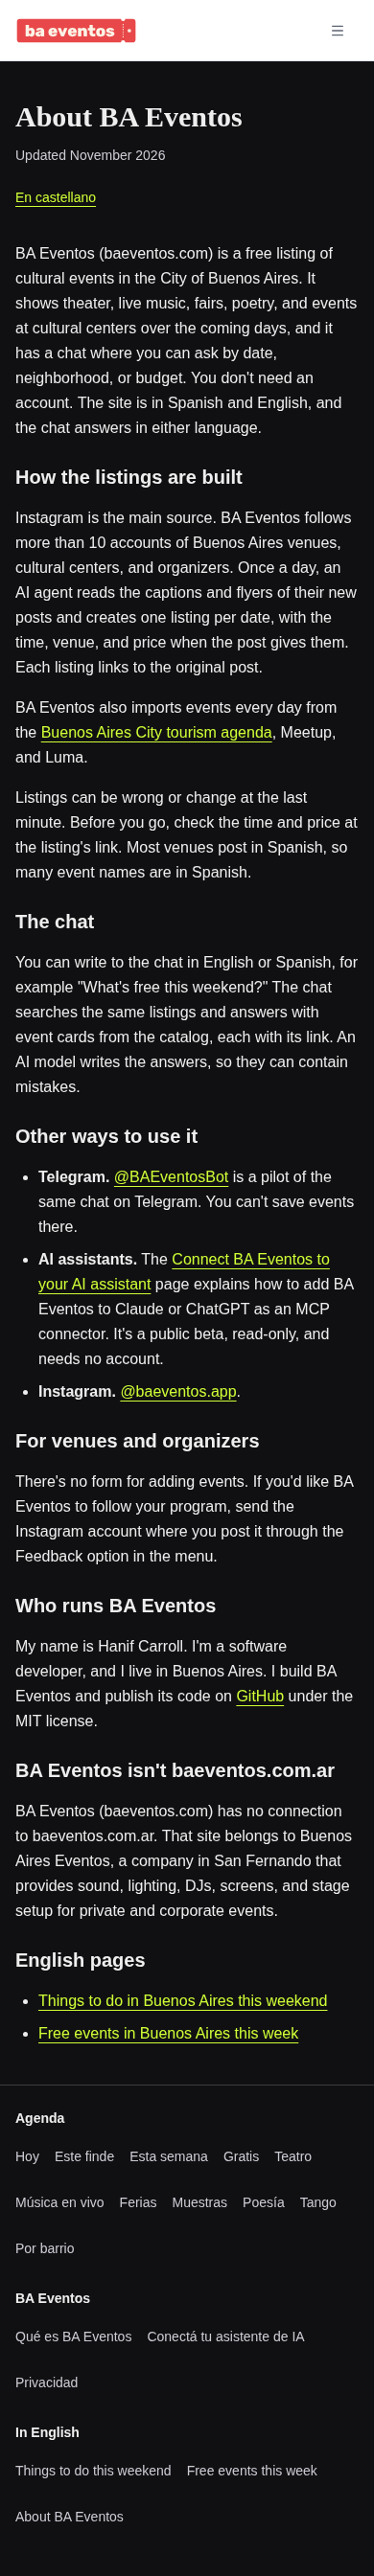 ba eventos
☰
About BA Eventos
Updated November 2026
En castellano
BA Eventos (baeventos.com) is a free listing of
cultural events in the City of Buenos Aires. It
shows theater, live music, fairs, poetry, and events
at cultural centers over the coming days, and it
has a chat where you can ask by date,
neighborhood, or budget. You don't need an
account. The site is in Spanish and English, and
the chat answers in either language.
How the listings are built
Instagram is the main source. BA Eventos follows
more than 10 accounts of Buenos Aires venues,
cultural centers, and organizers. Once a day, an
AI agent reads the captions and flyers of their new
posts and creates one listing per date, with the
time, venue, and price when the post gives them.
Each listing links to the original post.
BA Eventos also imports events every day from
the Buenos Aires City tourism agenda, Meetup,
and Luma.
Listings can be wrong or change at the last
minute. Before you go, check the time and price at
the listing's link. Most venues post in Spanish, so
many event names are in Spanish.
The chat
You can write to the chat in English or Spanish, for
example "What's free this weekend?" The chat
searches the same listings and answers with
event cards from the catalog, each with its link. An
AI model writes the answers, so they can contain
mistakes.
Other ways to use it
• Telegram. @BAEventosBot is a pilot of the
same chat on Telegram. You can't save events
there.
• AI assistants. The Connect BA Eventos to
your AI assistant page explains how to add BA
Eventos to Claude or ChatGPT as an MCP
connector. It's a public beta, read-only, and
needs no account.
• Instagram. @baeventos.app.
For venues and organizers
There's no form for adding events. If you'd like BA
Eventos to follow your program, send the
Instagram account where you post it through the
Feedback option in the menu.
Who runs BA Eventos
My name is Hanif Carroll. I'm a software
developer, and I live in Buenos Aires. I build BA
Eventos and publish its code on GitHub under the
MIT license.
BA Eventos isn't baeventos.com.ar
BA Eventos (baeventos.com) has no connection
to baeventos.com.ar. That site belongs to Buenos
Aires Eventos, a company in San Fernando that
provides sound, lighting, DJs, screens, and stage
setup for private and corporate events.
English pages
• Things to do in Buenos Aires this weekend
• Free events in Buenos Aires this week
Agenda
Hoy Este finde Esta semana Gratis Teatro
Música en vivo Ferias Muestras Poesía Tango
Por barrio
BA Eventos
Qué es BA Eventos Conectá tu asistente de IA
Privacidad
In English
Things to do this weekend Free events this week
About BA Eventos